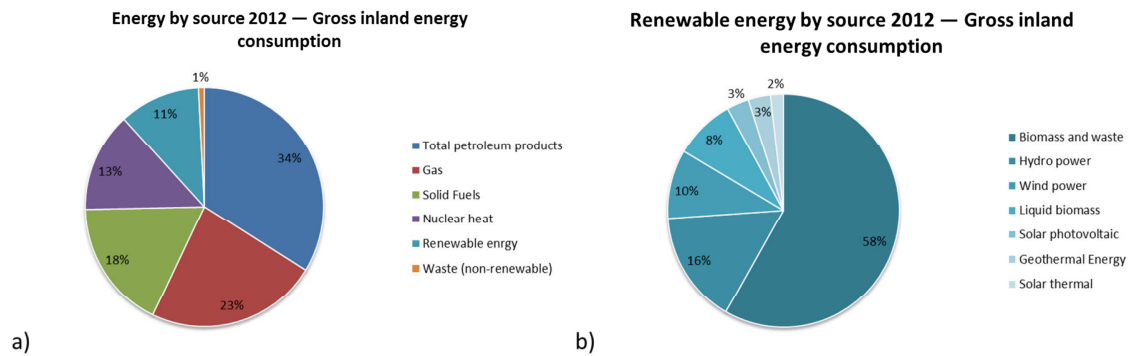 Energy by source 2012 — Gross inland energy
consumption
1%
11%
34%
13%
18%
23%
Total petroleum products
Gas
Solid Fuels
Nuclear heat
Renewable enrgy
Waste (non-renewable)
a)
Renewable energy by source 2012 — Gross inland
energy consumption
2%
3%
3%
8%
10%
16%
58%
Biomass and waste
Hydro power
Wind power
Liquid biomass
Solar photovoltaic
Geothermal Energy
Solar thermal
b)